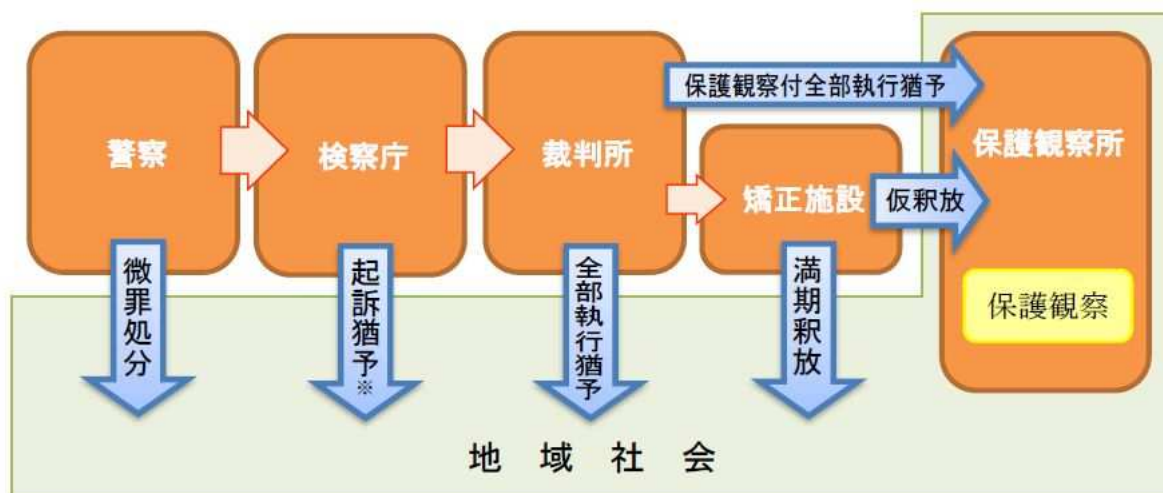 警察
検察庁
裁判所
保護観察付全部執行猶予
矯正施設
仮釈放
保護観察所
保護観察
微罪処分
起訴猶予※
全部執行猶予
満期釈放
地域社会